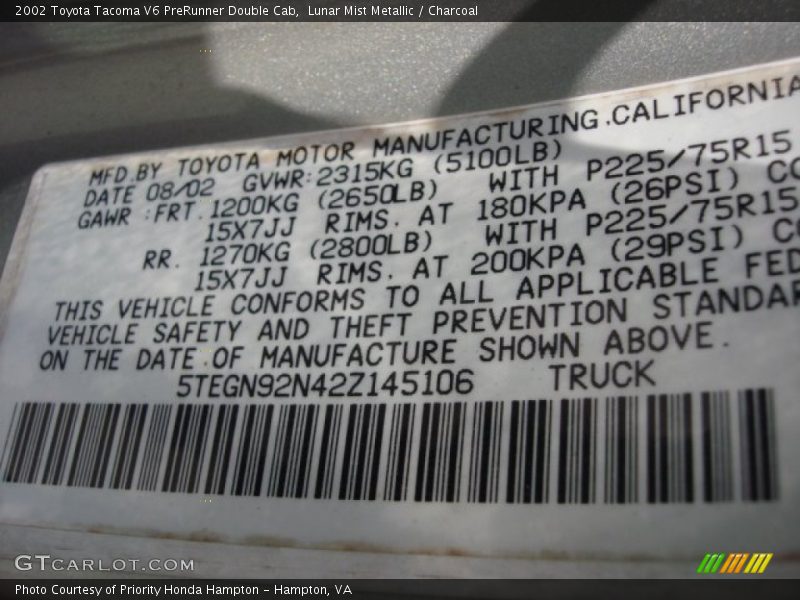 2002 Toyota Tacoma V6 PreRunner Double Cab,  Lunar Mist Metallic / Charcoal
MFD.BY TOYOTA MOTOR MANUFACTURING.CALIFORNIA
DATE 08/02 GVWR:2315KG (5100LB)
GAWR :FRT. 1200KG (2650LB) WITH P225/75R15
15X7JJ RIMS. AT 180KPA (26PSI) CO
RR. 1270KG (2800LB) WITH P225/75R15
15X7JJ RIMS. AT 200KPA (29PSI) CO
THIS VEHICLE CONFORMS TO ALL APPLICABLE FED
VEHICLE SAFETY AND THEFT PREVENTION STANDAR
ON THE DATE OF MANUFACTURE SHOWN ABOVE.
5TEGN92N42Z145106 TRUCK
GTCARLOT.COM
Photo Courtesy of Priority Honda Hampton - Hampton, VA